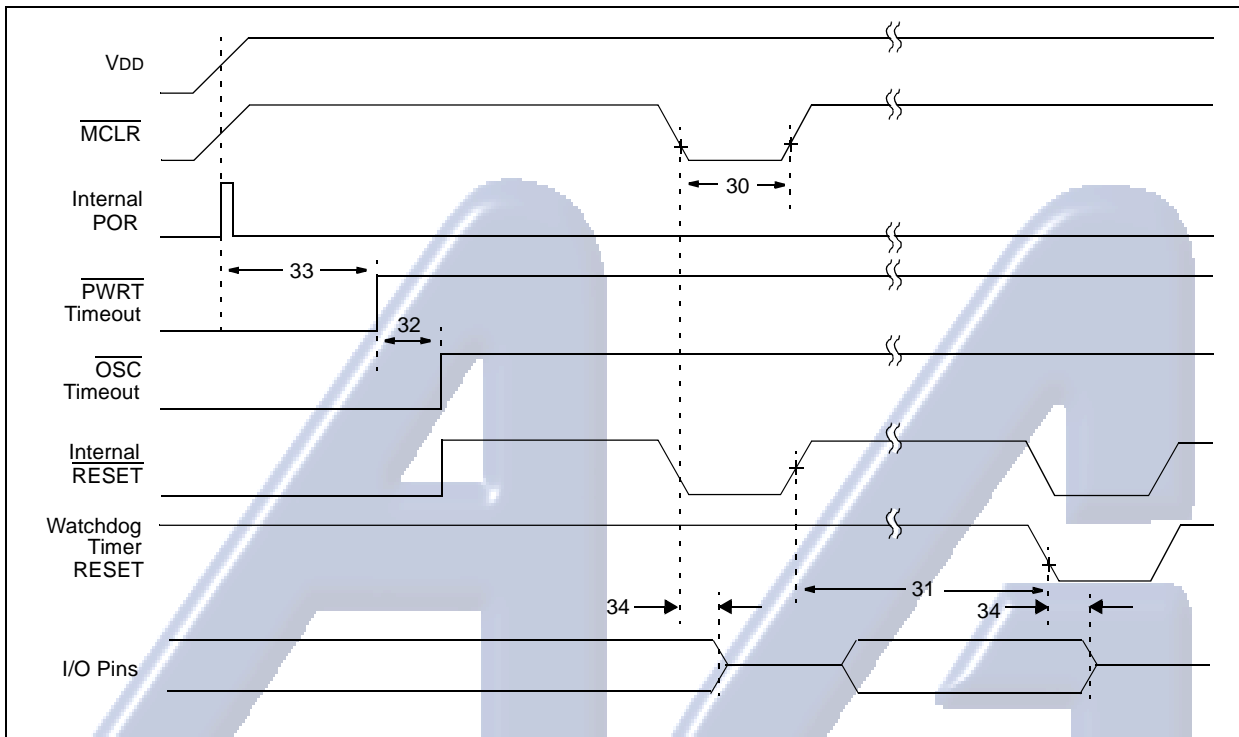 VDD
MCLR
Internal
POR
30
33
PWRT
Timeout
32
OSC
Timeout
Internal
RESET
Watchdog
Timer
RESET
31
34
34
I/O Pins